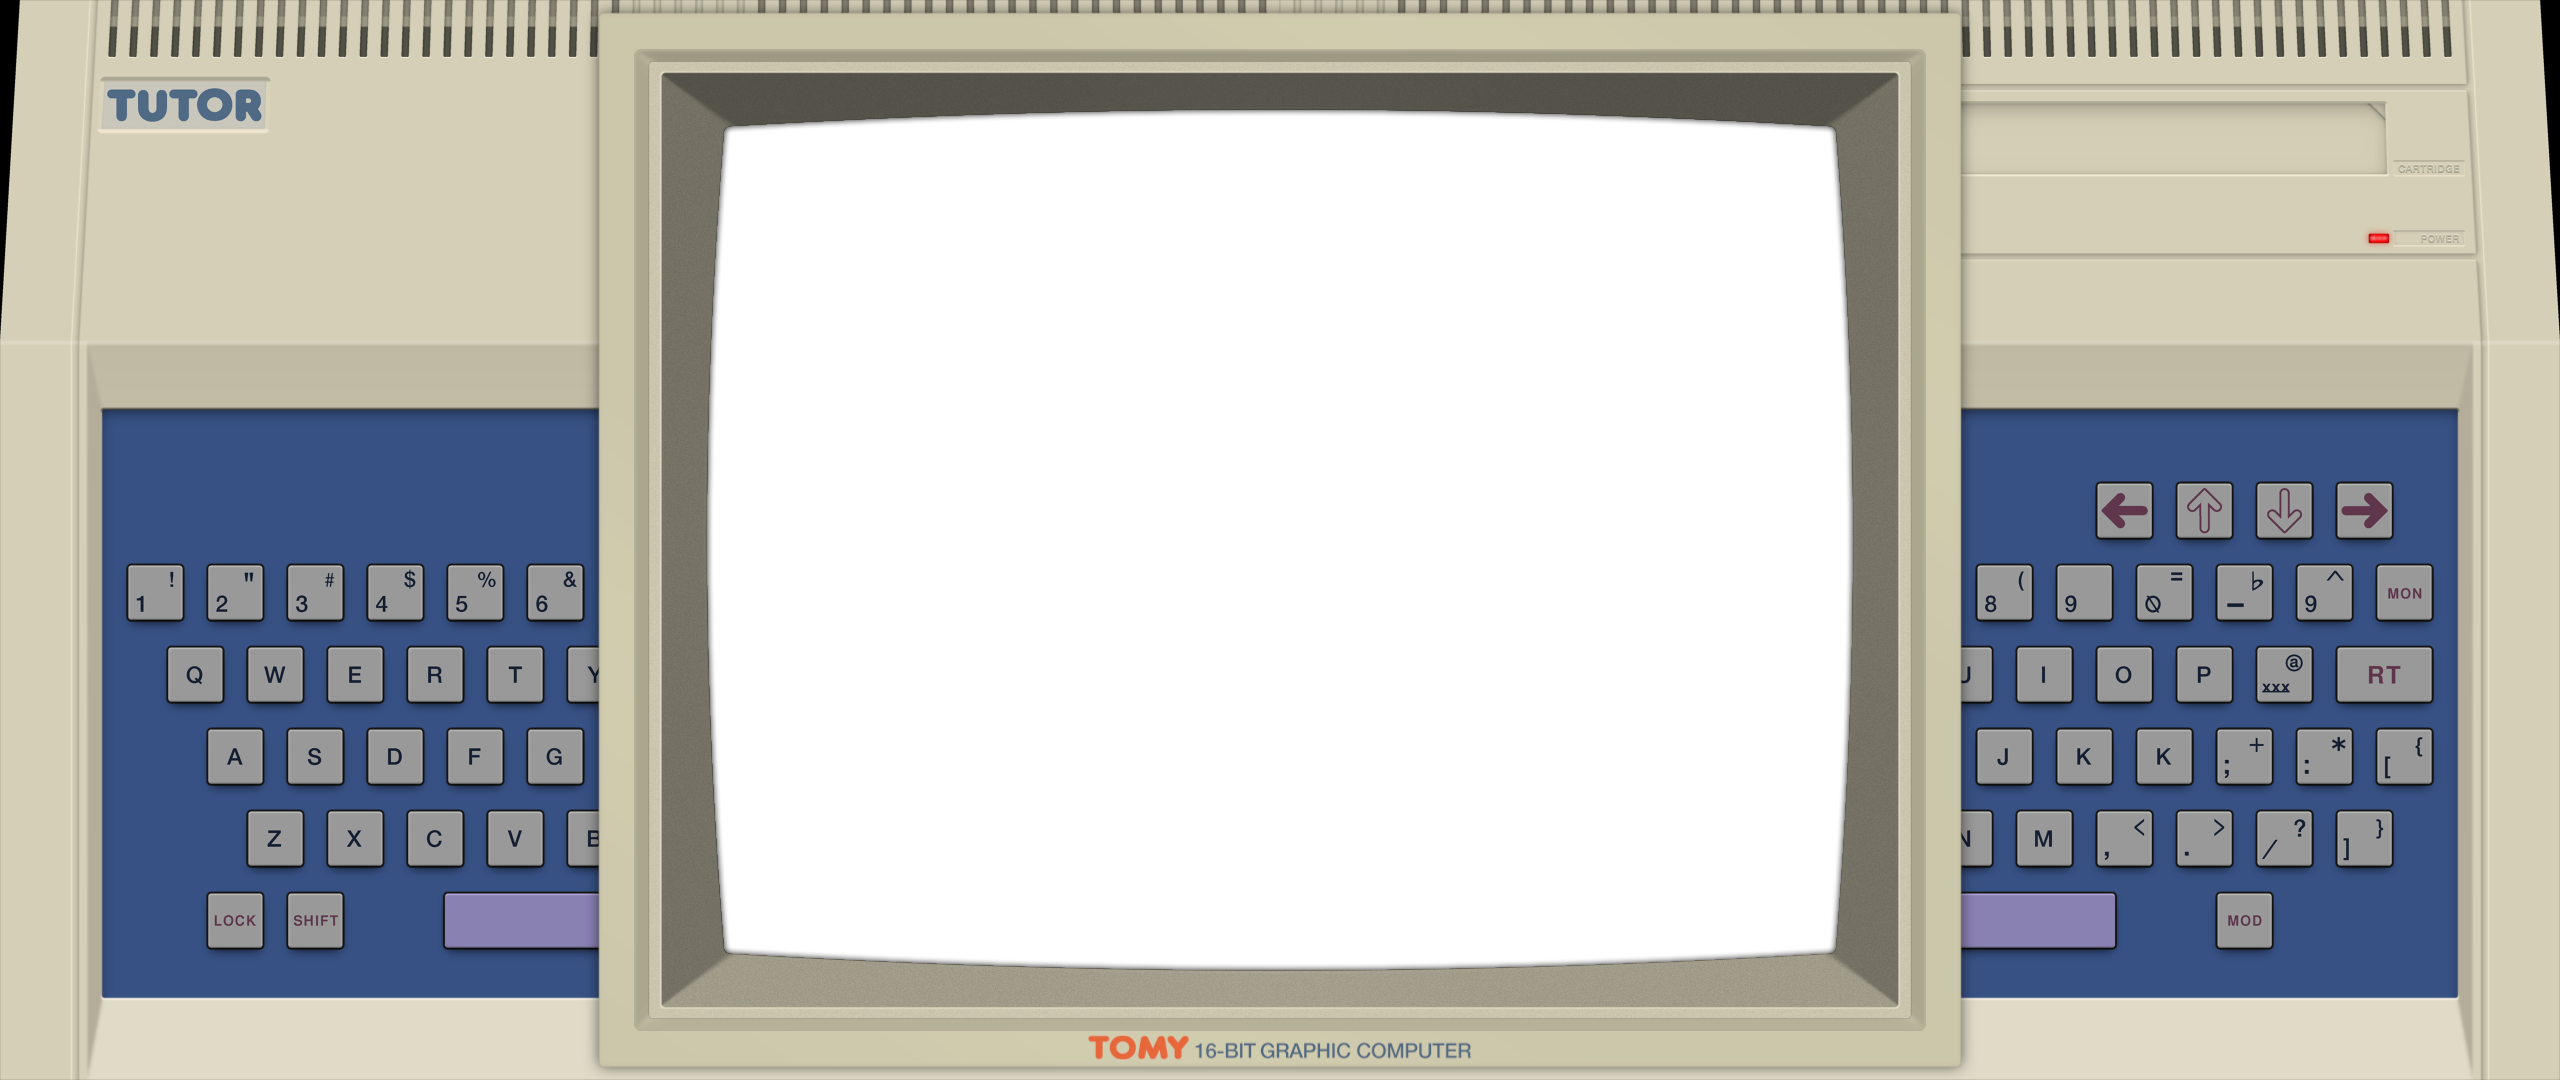 TUTOR
CARTRIDGE
POWER
! " # $ % &
1 2 3 4 5 6
( = ♭ ^
8 9 Ø – 9 MON
Q W E R T Y
U I O P @ xxx RT
A S D F G
J K K ; + : * [ {
Z X C V B
N M , < . > / ? ] }
LOCK SHIFT
MOD
TOMY 16-BIT GRAPHIC COMPUTER